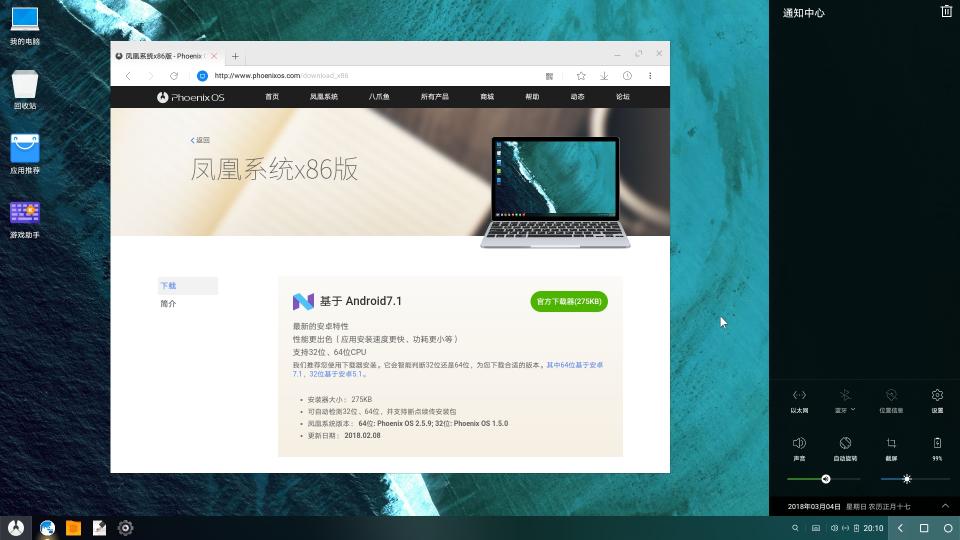 我的电脑
回收站
应用推荐
游戏助手
凤凰系统x86版 - Phoenix
http://www.phoenixos.com/download_x86
Phoenix OS
首页 凤凰系统 八爪鱼 所有产品 商城 帮助 动态 论坛
返回
凤凰系统x86版
下载
简介
基于 Android7.1
官方下载器(275KB)
最新的安卓特性
性能更出色（应用安装速度更快、功耗更小等）
支持32位、64位CPU
我们推荐您使用下载器安装。它会智能判断32位还是64位，为您下载合适的版本。其中64位基于安卓
7.1，32位基于安卓5.1。
安装器大小： 275KB
可自动检测32位、64位，并支持断点续传安装包
凤凰系统版本： 64位: Phoenix OS 2.5.9; 32位: Phoenix OS 1.5.0
更新日期： 2018.02.08
通知中心
以太网 蓝牙 位置信息 设置
声音 自动旋转 截屏 99%
2018年03月04日 星期日 农历正月十七
20:10